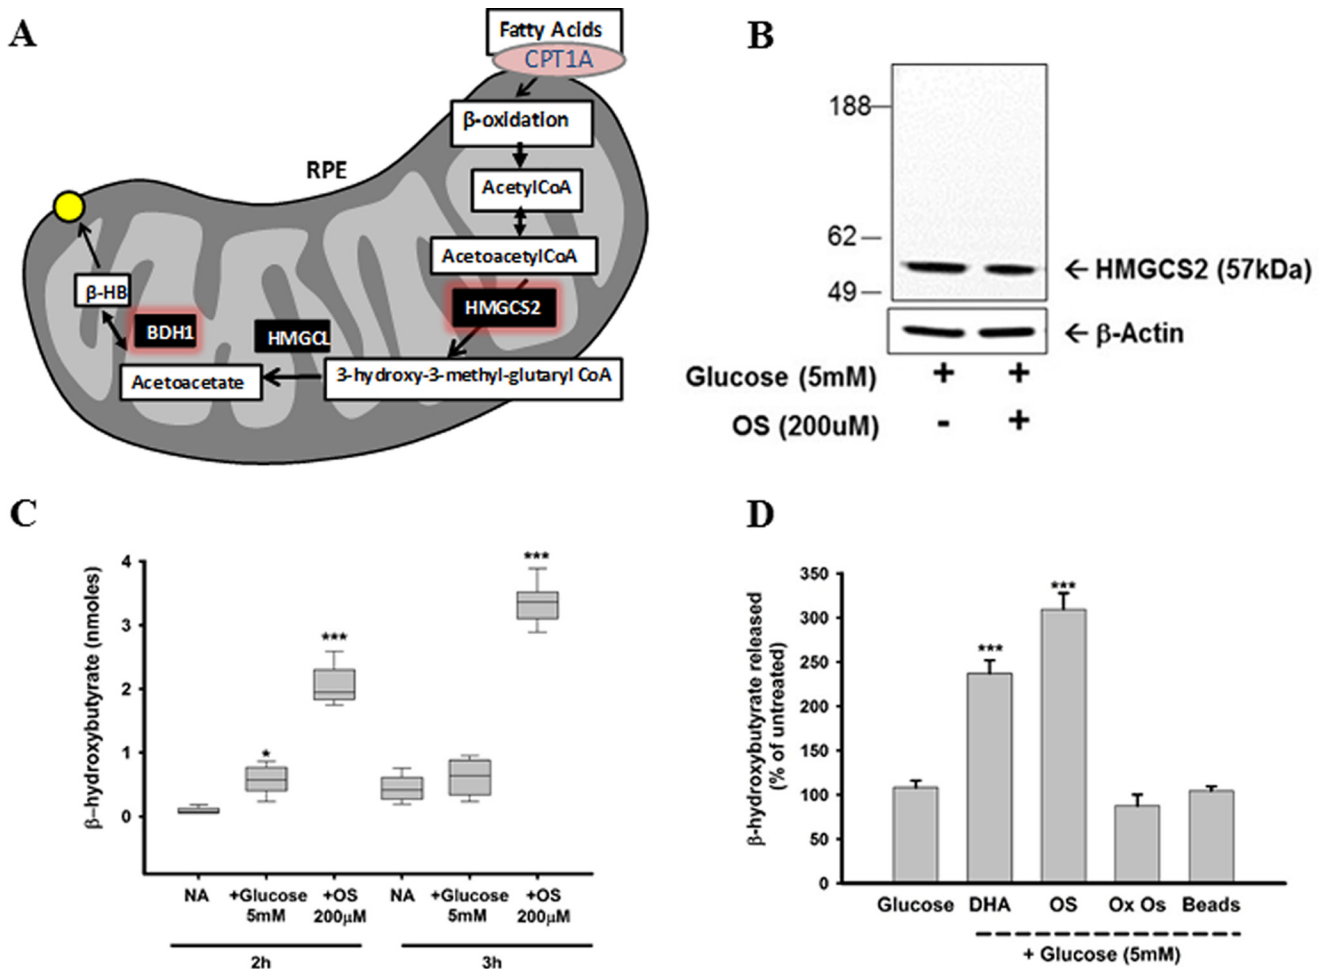 A
Fatty Acids
CPT1A
β-oxidation
RPE
AcetylCoA
AcetoacetylCoA
β-HB
HMGCS2
BDH1
HMGCL
Acetoacetate
3-hydroxy-3-methyl-glutaryl CoA
B
188
62
49
← HMGCS2 (57kDa)
← β-Actin
Glucose (5mM) + +
OS (200uM) - +
C
β-hydroxybutyrate (nmoles)
4
3
2
1
0
*
***
***
NA +Glucose +OS NA +Glucose +OS
5mM 200μM 5mM 200μM
2h 3h
D
β-hydroxybutyrate released
(% of untreated)
350
300
250
200
150
100
50
0
***
***
Glucose DHA OS Ox Os Beads
+ Glucose (5mM)